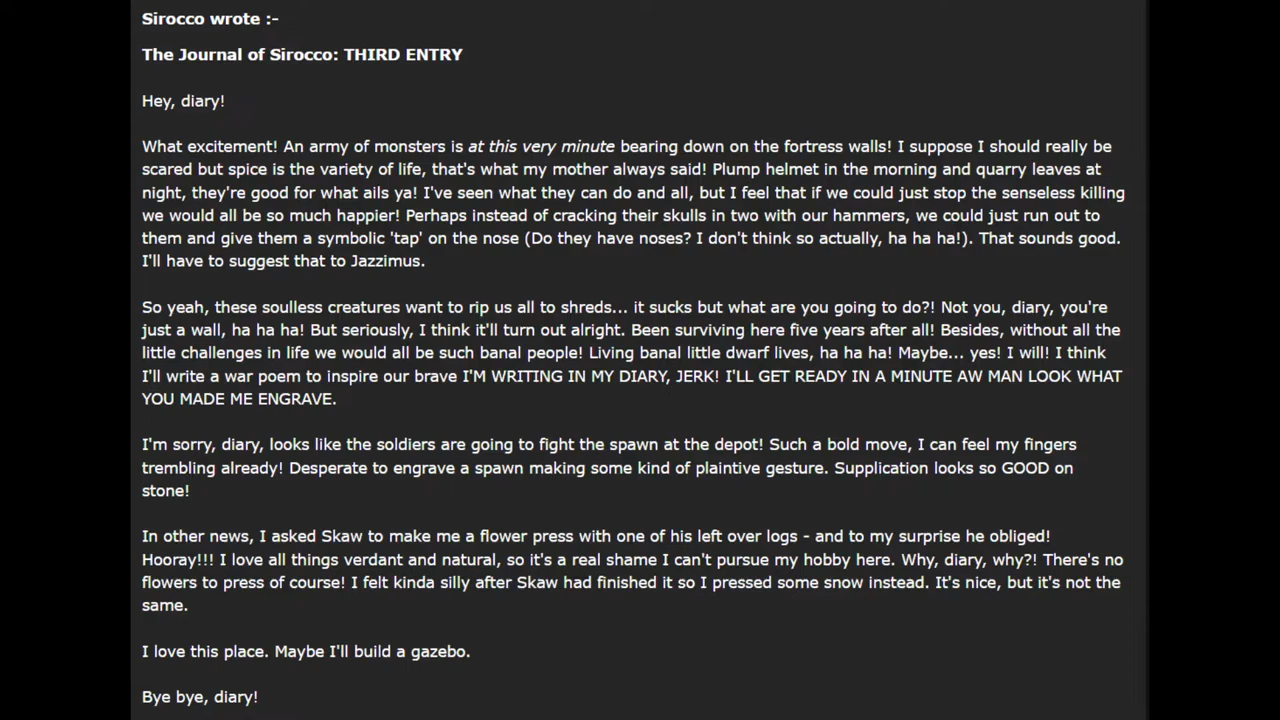 Sirocco wrote :-
The Journal of Sirocco: THIRD ENTRY
Hey, diary!
What excitement! An army of monsters is at this very minute bearing down on the fortress walls! I suppose I should really be
scared but spice is the variety of life, that's what my mother always said! Plump helmet in the morning and quarry leaves at
night, they're good for what ails ya! I've seen what they can do and all, but I feel that if we could just stop the senseless killing
we would all be so much happier! Perhaps instead of cracking their skulls in two with our hammers, we could just run out to
them and give them a symbolic 'tap' on the nose (Do they have noses? I don't think so actually, ha ha ha!). That sounds good.
I'll have to suggest that to Jazzimus.
So yeah, these soulless creatures want to rip us all to shreds... it sucks but what are you going to do?! Not you, diary, you're
just a wall, ha ha ha! But seriously, I think it'll turn out alright. Been surviving here five years after all! Besides, without all the
little challenges in life we would all be such banal people! Living banal little dwarf lives, ha ha ha! Maybe... yes! I will! I think
I'll write a war poem to inspire our brave I'M WRITING IN MY DIARY, JERK! I'LL GET READY IN A MINUTE AW MAN LOOK WHAT
YOU MADE ME ENGRAVE.
I'm sorry, diary, looks like the soldiers are going to fight the spawn at the depot! Such a bold move, I can feel my fingers
trembling already! Desperate to engrave a spawn making some kind of plaintive gesture. Supplication looks so GOOD on
stone!
In other news, I asked Skaw to make me a flower press with one of his left over logs - and to my surprise he obliged!
Hooray!!! I love all things verdant and natural, so it's a real shame I can't pursue my hobby here. Why, diary, why?! There's no
flowers to press of course! I felt kinda silly after Skaw had finished it so I pressed some snow instead. It's nice, but it's not the
same.
I love this place. Maybe I'll build a gazebo.
Bye bye, diary!